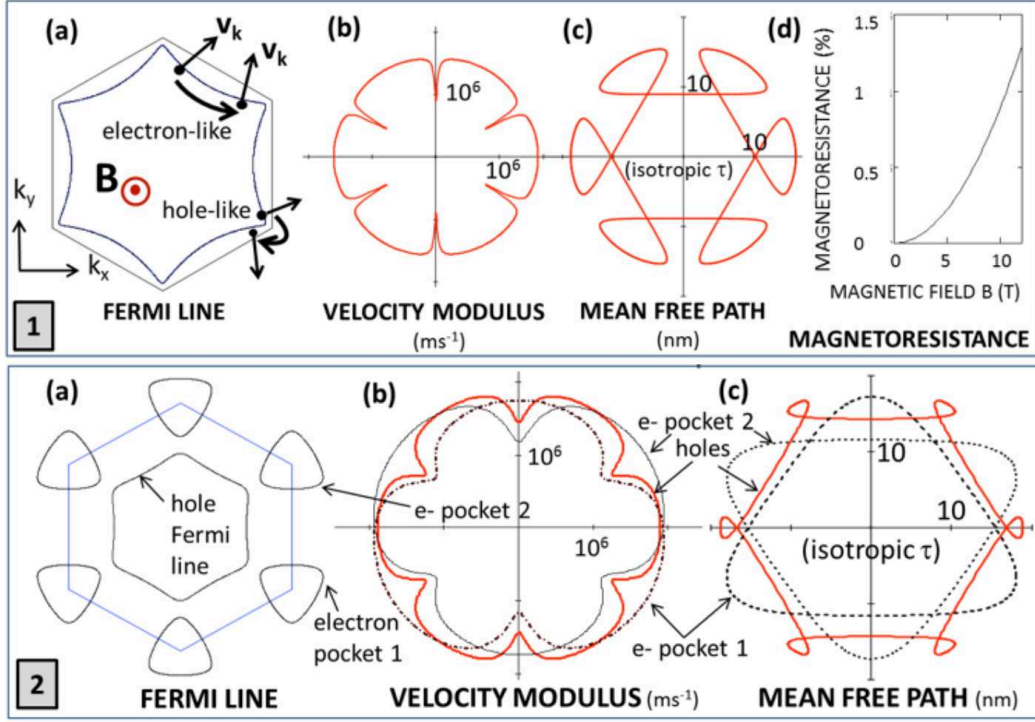 (a)
v_k
v_k
electron-like
B
hole-like
k_y
k_x
FERMI LINE
1
(b)
10^6
10^6
VELOCITY MODULUS
(ms^-1)
(c)
10
10
(isotropic τ)
MEAN FREE PATH
(nm)
(d)
MAGNETORESISTANCE (%)
1.5
1
0.5
0
0 5 10
MAGNETIC FIELD B (T)
MAGNETORESISTANCE
(a)
hole
Fermi
line
e- pocket 2
electron
pocket 1
2
FERMI LINE
(b)
10^6
10^6
e- pocket 2
holes
e- pocket 1
VELOCITY MODULUS (ms^-1)
(c)
10
10
(isotropic τ)
MEAN FREE PATH (nm)